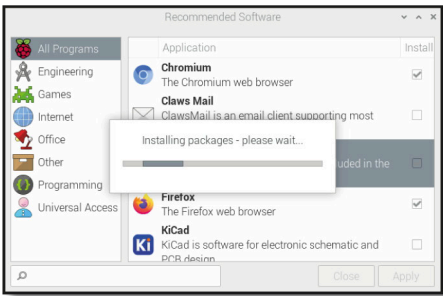 Recommended Software
Application
Install
All Programs
Engineering
Games
Internet
Office
Other
Programming
Universal Access
Chromium
The Chromium web browser
Claws Mail
ClawsMail is an email client supporting most
Installing packages - please wait...
uded in the
Firefox
The Firefox web browser
KiCad
Ki
KiCad is software for electronic schematic and
PCB design
Close
Apply